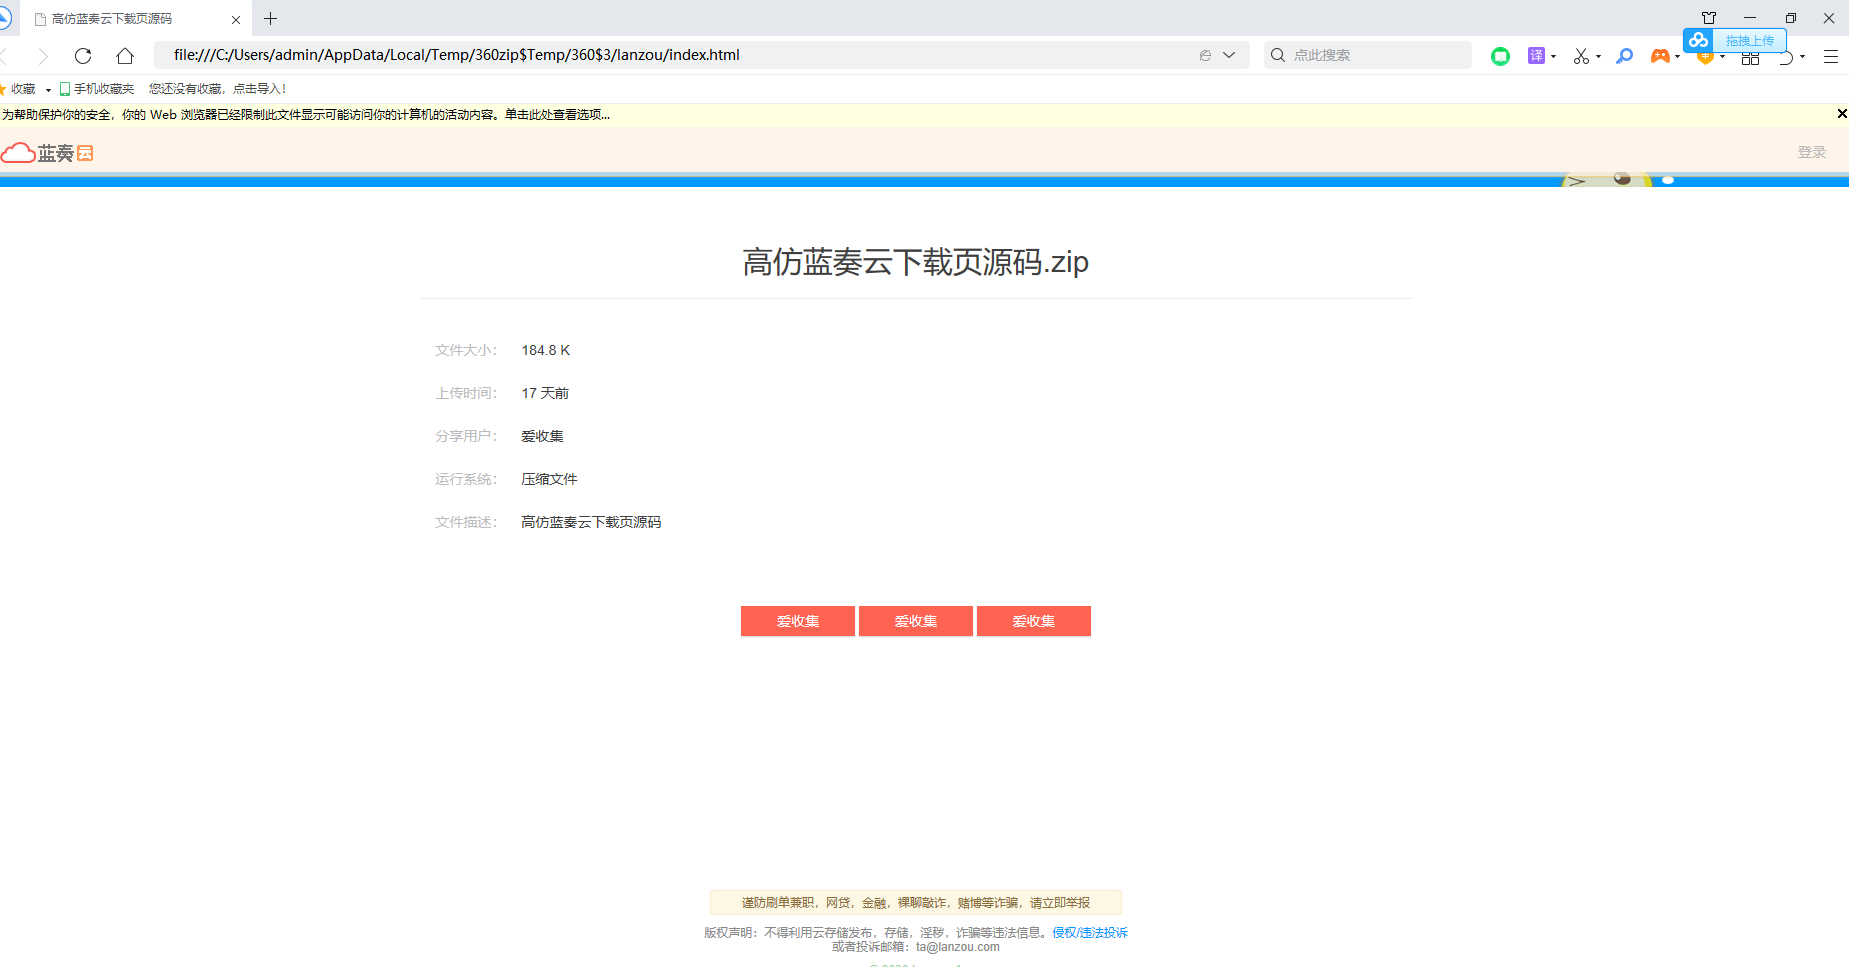 高仿蓝奏云下载页源码
file:///C:/Users/admin/AppData/Local/Temp/360zip$Temp/360$3/lanzou/index.html
点此搜索
译
拖拽上传
收藏 手机收藏夹 您还没有收藏，点击导入！
为帮助保护你的安全，你的 Web 浏览器已经限制此文件显示可能访问你的计算机的活动内容。单击此处查看选项...
蓝奏云
登录
高仿蓝奏云下载页源码.zip
文件大小： 184.8 K
上传时间： 17 天前
分享用户： 爱收集
运行系统： 压缩文件
文件描述： 高仿蓝奏云下载页源码
爱收集 爱收集 爱收集
谨防刷单兼职，网贷，金融，裸聊敲诈，赌博等诈骗，请立即举报
版权声明：不得利用云存储发布，存储，淫秽，诈骗等违法信息。侵权/违法投诉
或者投诉邮箱：ta@lanzou.com